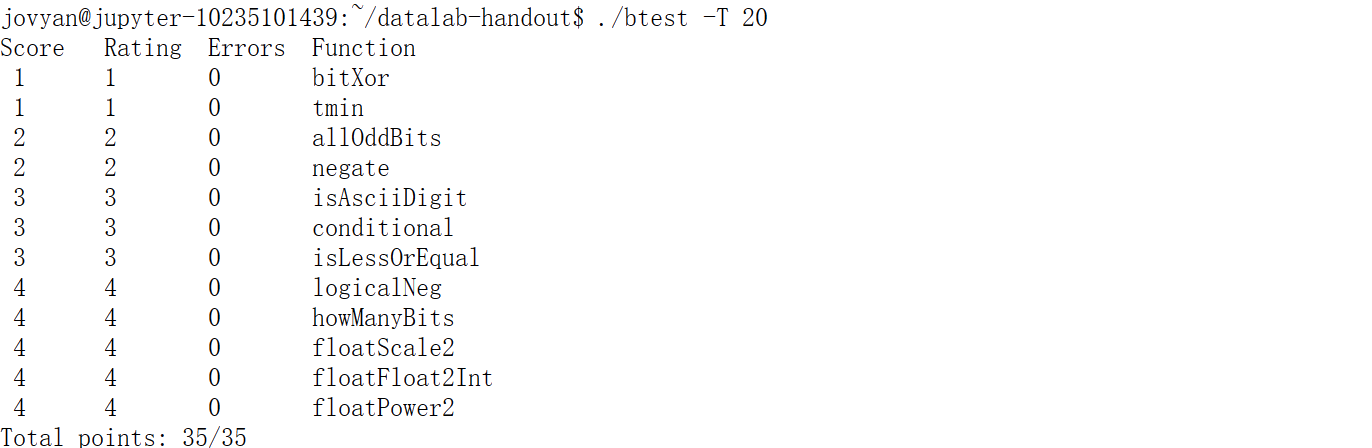 jovyan@jupyter-10235101439:~/datalab-handout$ ./btest -T 20
Score Rating Errors Function
1 1 0 bitXor
1 1 0 tmin
2 2 0 allOddBits
2 2 0 negate
3 3 0 isAsciiDigit
3 3 0 conditional
3 3 0 isLessOrEqual
4 4 0 logicalNeg
4 4 0 howManyBits
4 4 0 floatScale2
4 4 0 floatFloat2Int
4 4 0 floatPower2
Total points: 35/35